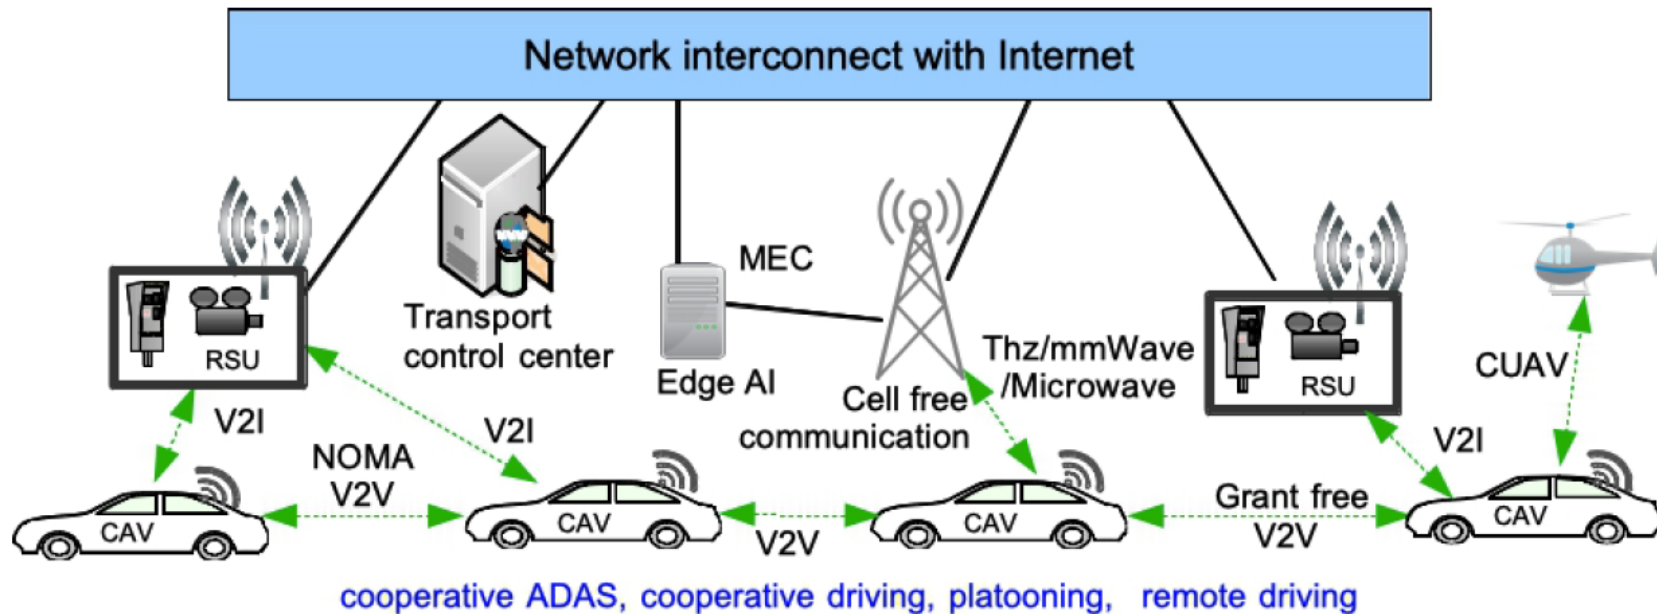 Network interconnect with Internet
RSU
Transport
control center
MEC
Edge AI
Cell free
communication
Thz/mmWave
/Microwave
RSU
CUAV
V2I
V2I
V2I
NOMA
V2V
V2V
Grant free
V2V
CAV
CAV
CAV
CAV
cooperative ADAS, cooperative driving, platooning, remote driving